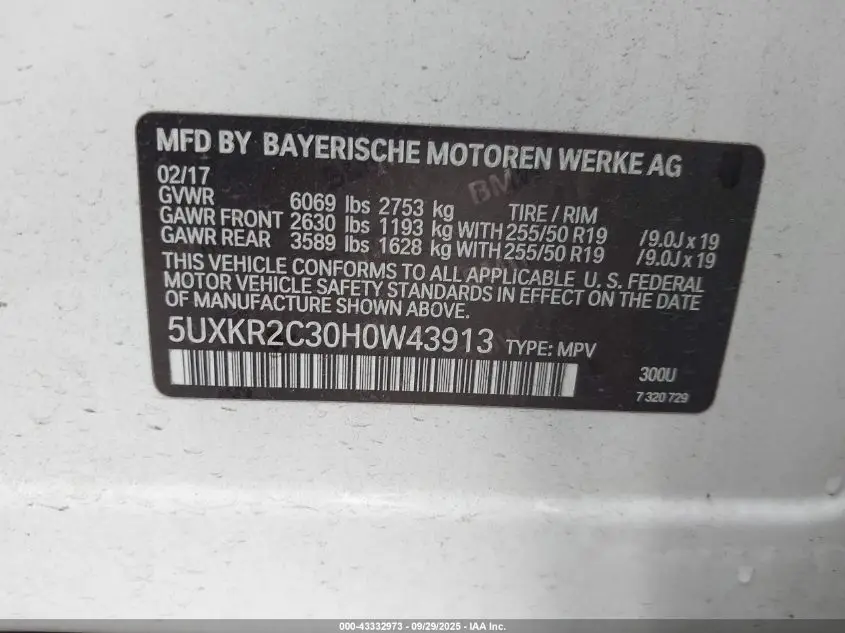 MFD BY BAYERISCHE MOTOREN WERKE AG
02/17
GVWR 6069 lbs 2753 kg TIRE / RIM
GAWR FRONT 2630 lbs 1193 kg WITH 255/50 R19 /9.0J x 19
GAWR REAR 3589 lbs 1628 kg WITH 255/50 R19 /9.0J x 19
THIS VEHICLE CONFORMS TO ALL APPLICABLE U. S. FEDERAL
MOTOR VEHICLE SAFETY STANDARDS IN EFFECT ON THE DATE
OF MANUFACTURE SHOWN ABOVE.
5UXKR2C30H0W43913 TYPE: MPV
300U
7 320 729
000-43332973 - 09/29/2025 - IAA Inc.